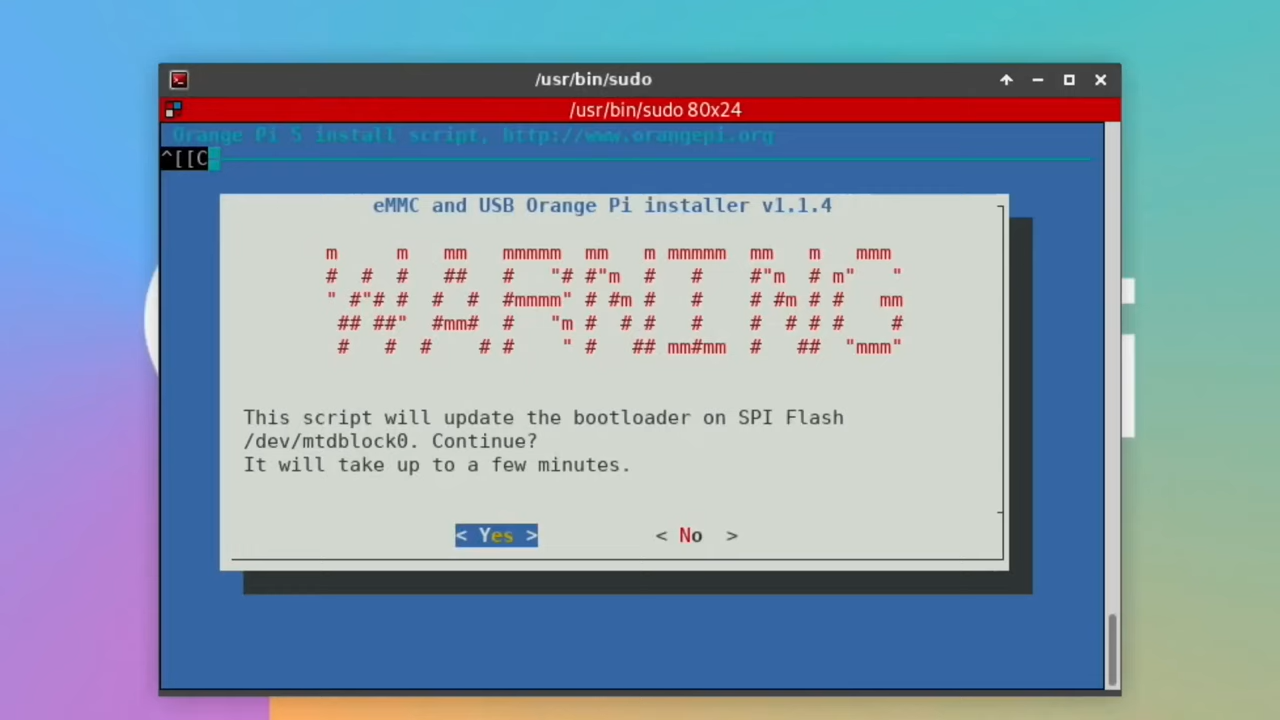 /usr/bin/sudo
/usr/bin/sudo 80x24
Orange Pi 5 install script, http://www.orangepi.org
^[[C
eMMC and USB Orange Pi installer v1.1.4
WARNING
This script will update the bootloader on SPI Flash
/dev/mtdblock0. Continue?
It will take up to a few minutes.
< Yes > < No >